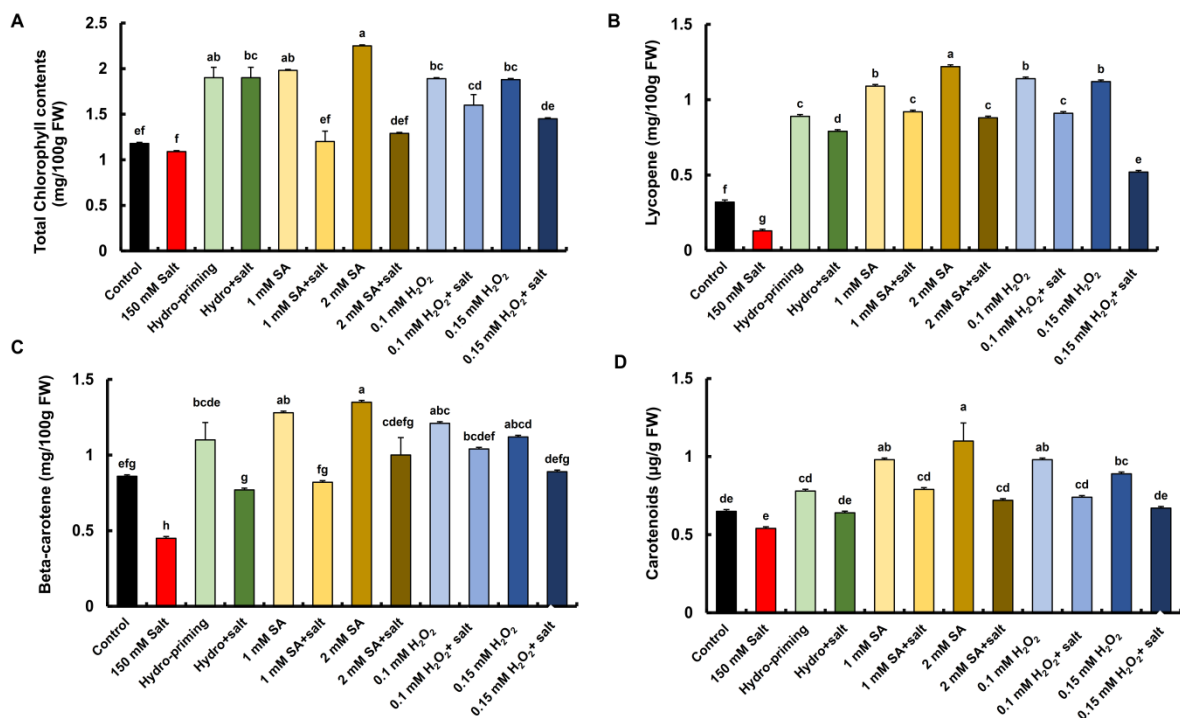 A
Total Chlorophyll contents
(mg/100g FW)
2.5
2
1.5
1
0.5
0
ef
f
ab
bc
ab
ef
a
def
bc
cd
bc
de
Control
150 mM Salt
Hydro-priming
Hydro+salt
1 mM SA
1 mM SA+salt
2 mM SA
2 mM SA+salt
0.1 mM H₂O₂
0.1 mM H₂O₂+ salt
0.15 mM H₂O₂
0.15 mM H₂O₂+ salt
B
Lycopene (mg/100g FW)
1.5
1
0.5
0
f
g
c
d
b
c
a
c
b
c
b
e
Control
150 mM Salt
Hydro-priming
Hydro+salt
1 mM SA
1 mM SA+salt
2 mM SA
2 mM SA+salt
0.1 mM H₂O₂
0.1 mM H₂O₂+ salt
0.15 mM H₂O₂
0.15 mM H₂O₂+ salt
C
Beta-carotene (mg/100g FW)
1.5
1
0.5
0
efg
h
bcde
g
ab
fg
a
cdefg
abc
bcdef
abcd
defg
Control
150 mM Salt
Hydro-priming
Hydro+salt
1 mM SA
1 mM SA+salt
2 mM SA
2 mM SA+salt
0.1 mM H₂O₂
0.1 mM H₂O₂+ salt
0.15 mM H₂O₂
0.15 mM H₂O₂+ salt
D
Carotenoids (µg/g FW)
1.5
1
0.5
0
de
e
cd
de
ab
cd
a
cd
ab
cd
bc
de
Control
150 mM Salt
Hydro-priming
Hydro+salt
1 mM SA
1 mM SA+salt
2 mM SA
2 mM SA+salt
0.1 mM H₂O₂
0.1 mM H₂O₂+ salt
0.15 mM H₂O₂
0.15 mM H₂O₂+ salt